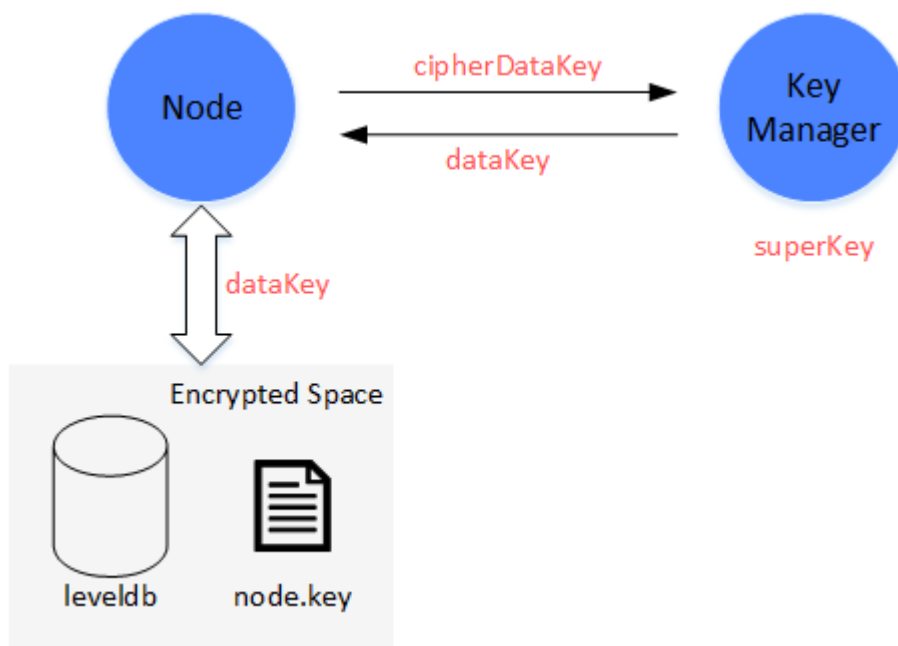 Node
cipherDataKey
dataKey
Key
Manager
superKey
dataKey
Encrypted Space
leveldb
node.key